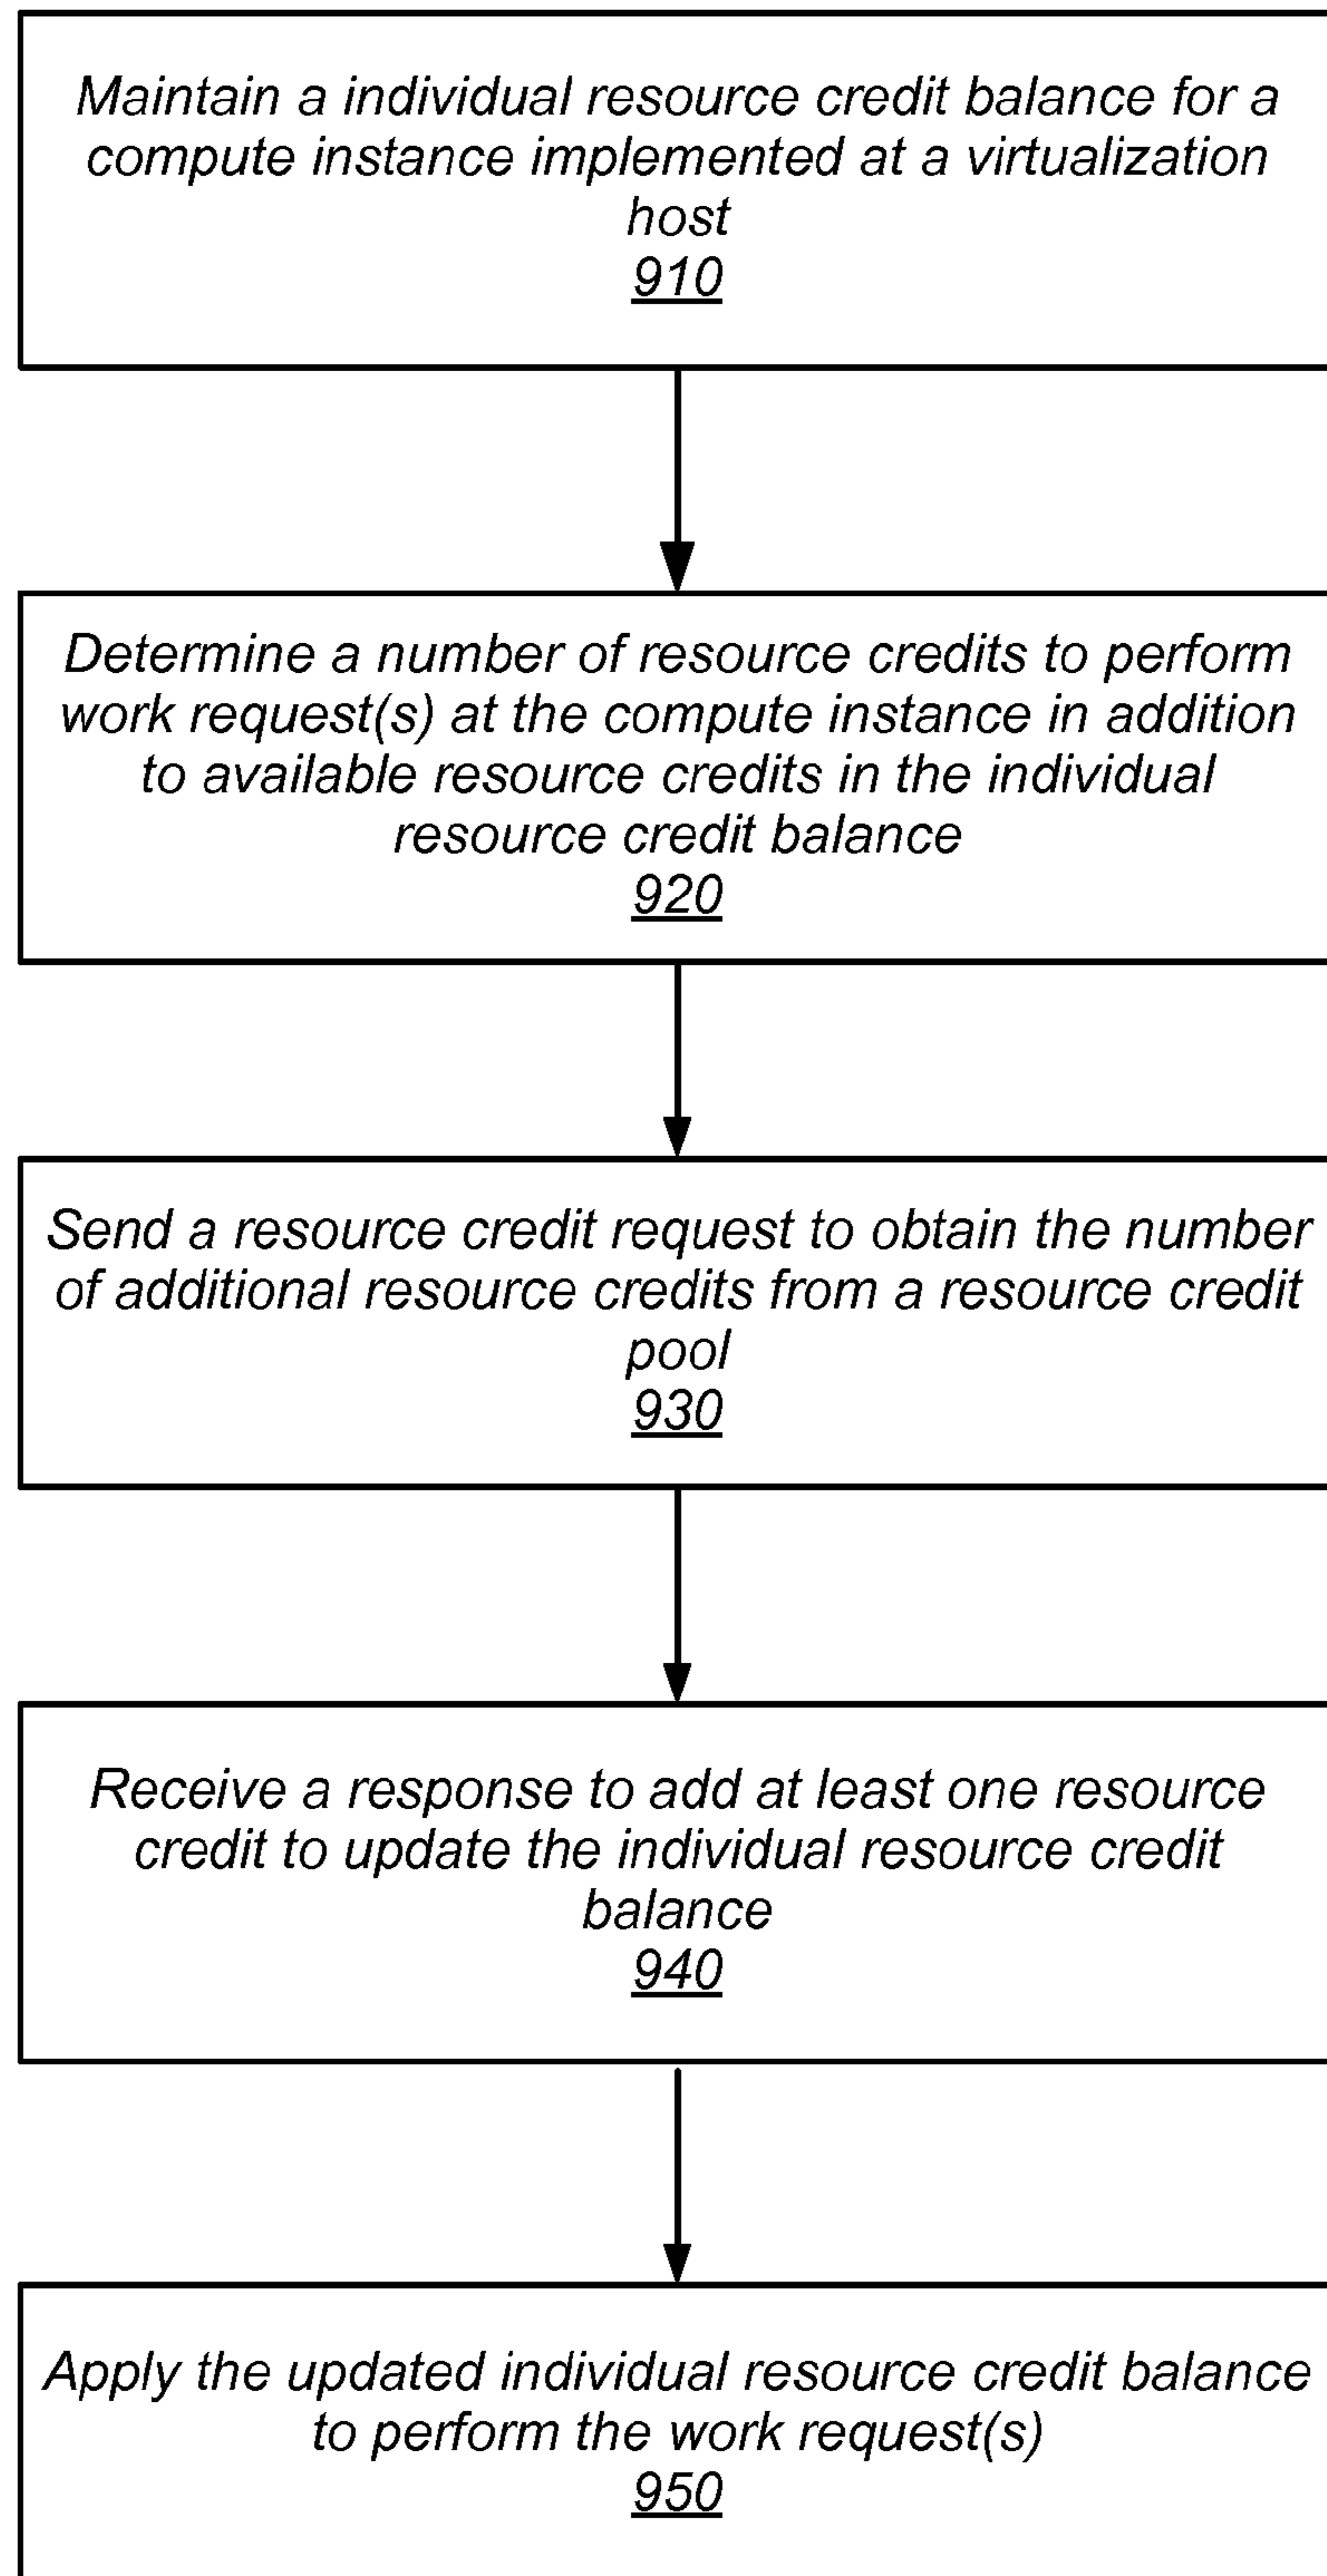 Maintain a individual resource credit balance for a
compute instance implemented at a virtualization
host
910
Determine a number of resource credits to perform
work request(s) at the compute instance in addition
to available resource credits in the individual
resource credit balance
920
Send a resource credit request to obtain the number
of additional resource credits from a resource credit
pool
930
Receive a response to add at least one resource
credit to update the individual resource credit
balance
940
Apply the updated individual resource credit balance
to perform the work request(s)
950